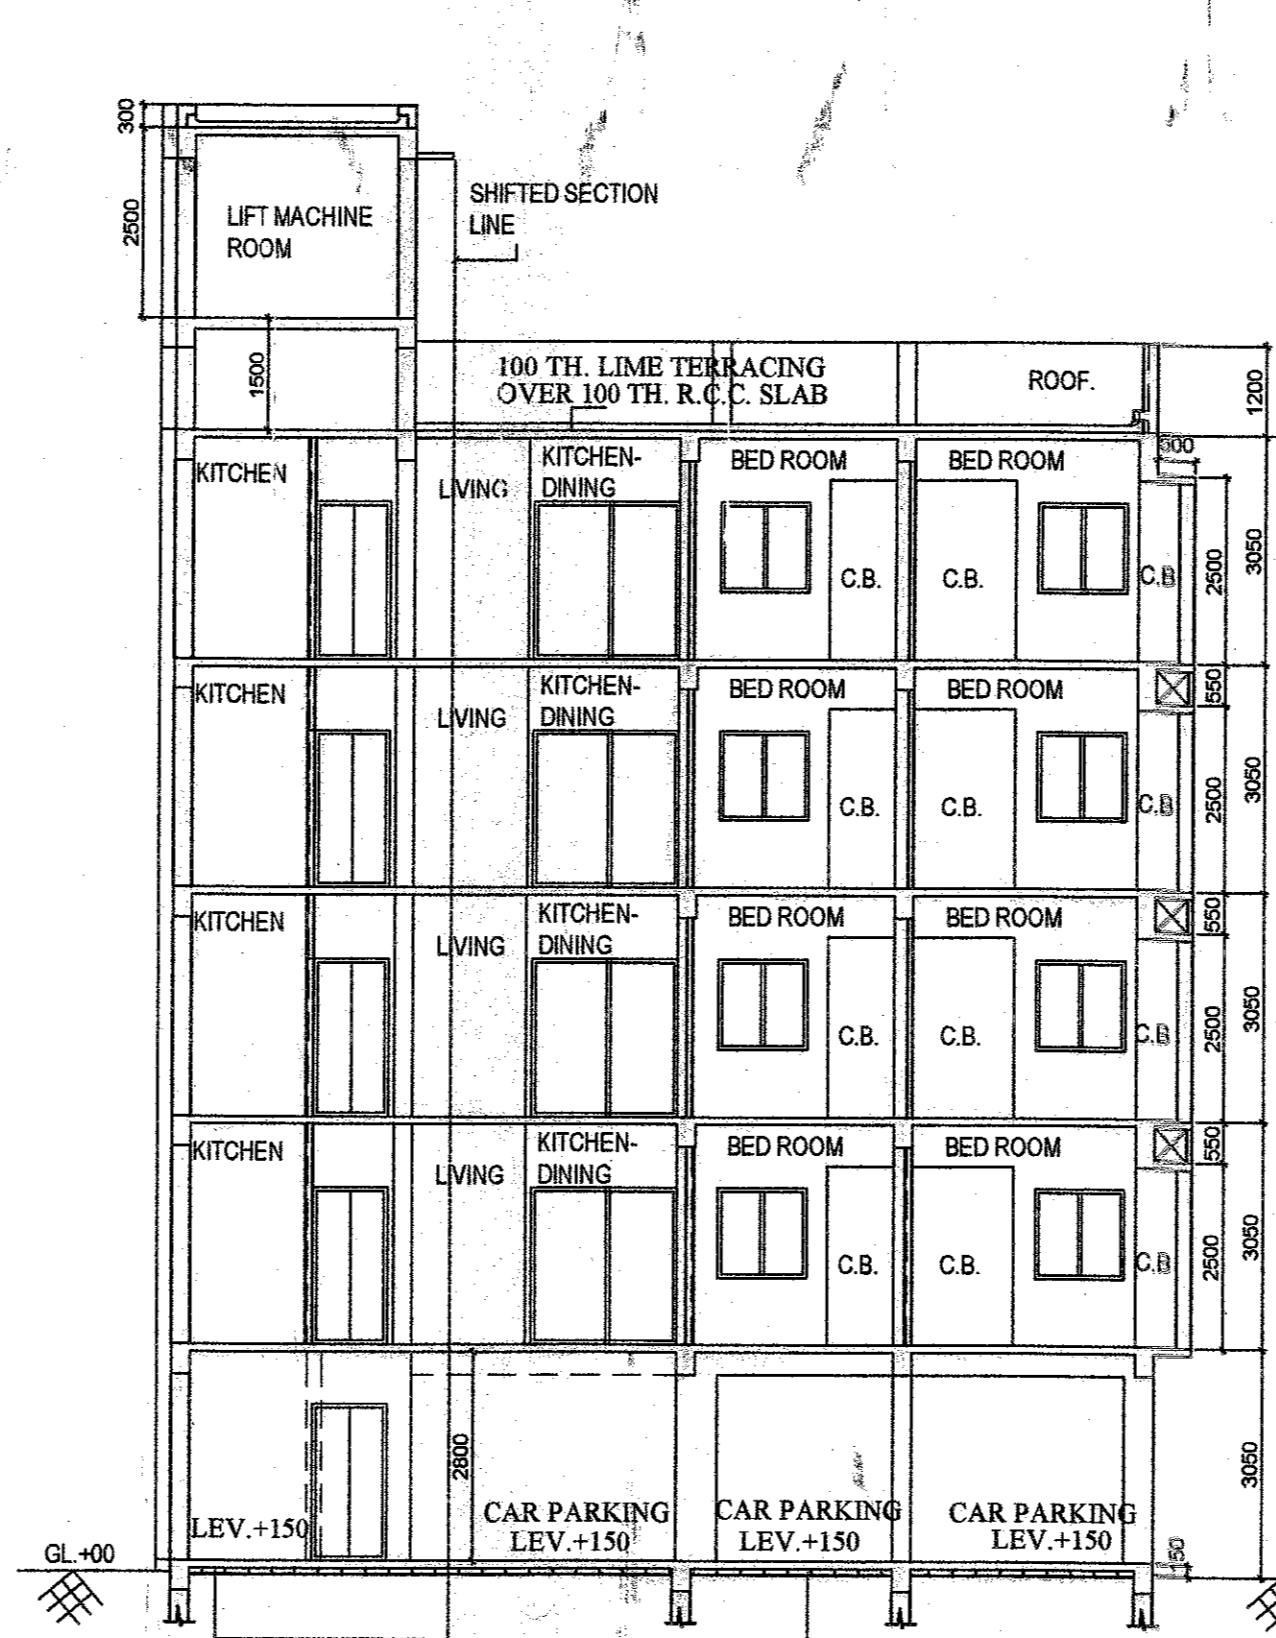 300
2500
LIFT MACHINE
ROOM
SHIFTED SECTION
LINE
1500
100 TH. LIME TERRACING
OVER 100 TH. R.C.C. SLAB
ROOF.
1200
KITCHEN
LIVING
KITCHEN-
DINING
BED ROOM
BED ROOM
C.B.
C.B.
C.B
2500
3050
KITCHEN
LIVING
KITCHEN-
DINING
BED ROOM
BED ROOM
550
C.B.
C.B.
C.B
2500
3050
KITCHEN
LIVING
KITCHEN-
DINING
BED ROOM
BED ROOM
550
C.B.
C.B.
C.B
2500
3050
KITCHEN
LIVING
KITCHEN-
DINING
BED ROOM
BED ROOM
550
C.B.
C.B.
C.B
2500
3050
2800
3050
LEV.+150
CAR PARKING
LEV.+150
CAR PARKING
LEV.+150
CAR PARKING
LEV.+150
150
GL.+00